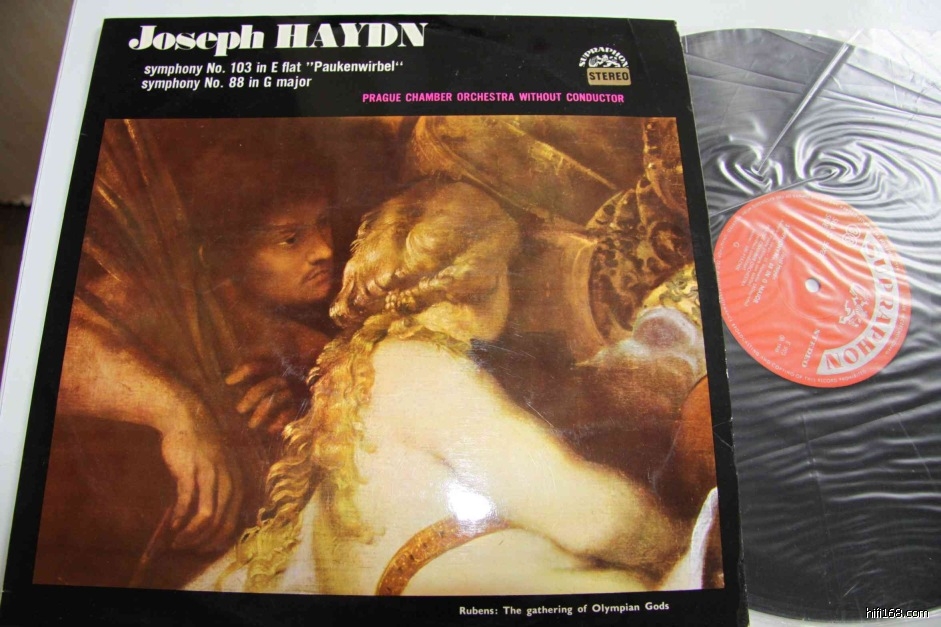 Joseph HAYDN
symphony No. 103 in E flat "Paukenwirbel“
symphony No. 88 in G major
SUPRAPHON
STEREO
PRAGUE CHAMBER ORCHESTRA WITHOUT CONDUCTOR
SUPRAPHON
Rubens: The gathering of Olympian Gods
hifi168.com